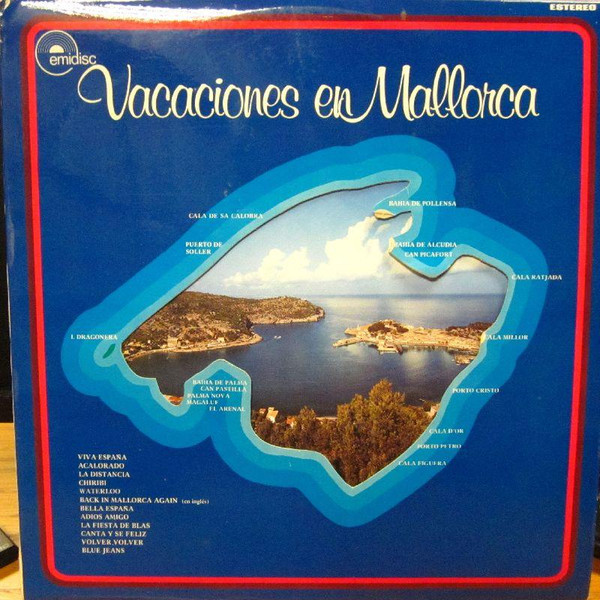 ESTEREO
emidisc
Vacaciones en Mallorca
BAHIA DE POLLENSA
CALA DE SA CALOBRA
PUERTO DE
SOLLER
BAHIA DE ALCUDIA
CAN PICAFORT
CALA RATJADA
I. DRAGONERA
CALA MILLOR
BAHIA DE PALMA
CAN PASTILLA
PALMA NOVA
MAGALUF
EL ARENAL
PORTO CRISTO
CALA D'OR
PORTO PETRO
CALA FIGUERA
VIVA ESPAÑA
ACALORADO
LA DISTANCIA
CHIRIBI
WATERLOO
BACK IN MALLORCA AGAIN (en inglés)
BELLA ESPAÑA
ADIOS AMIGO
LA FIESTA DE BLAS
CANTA Y SE FELIZ
VOLVER VOLVER
BLUE JEANS